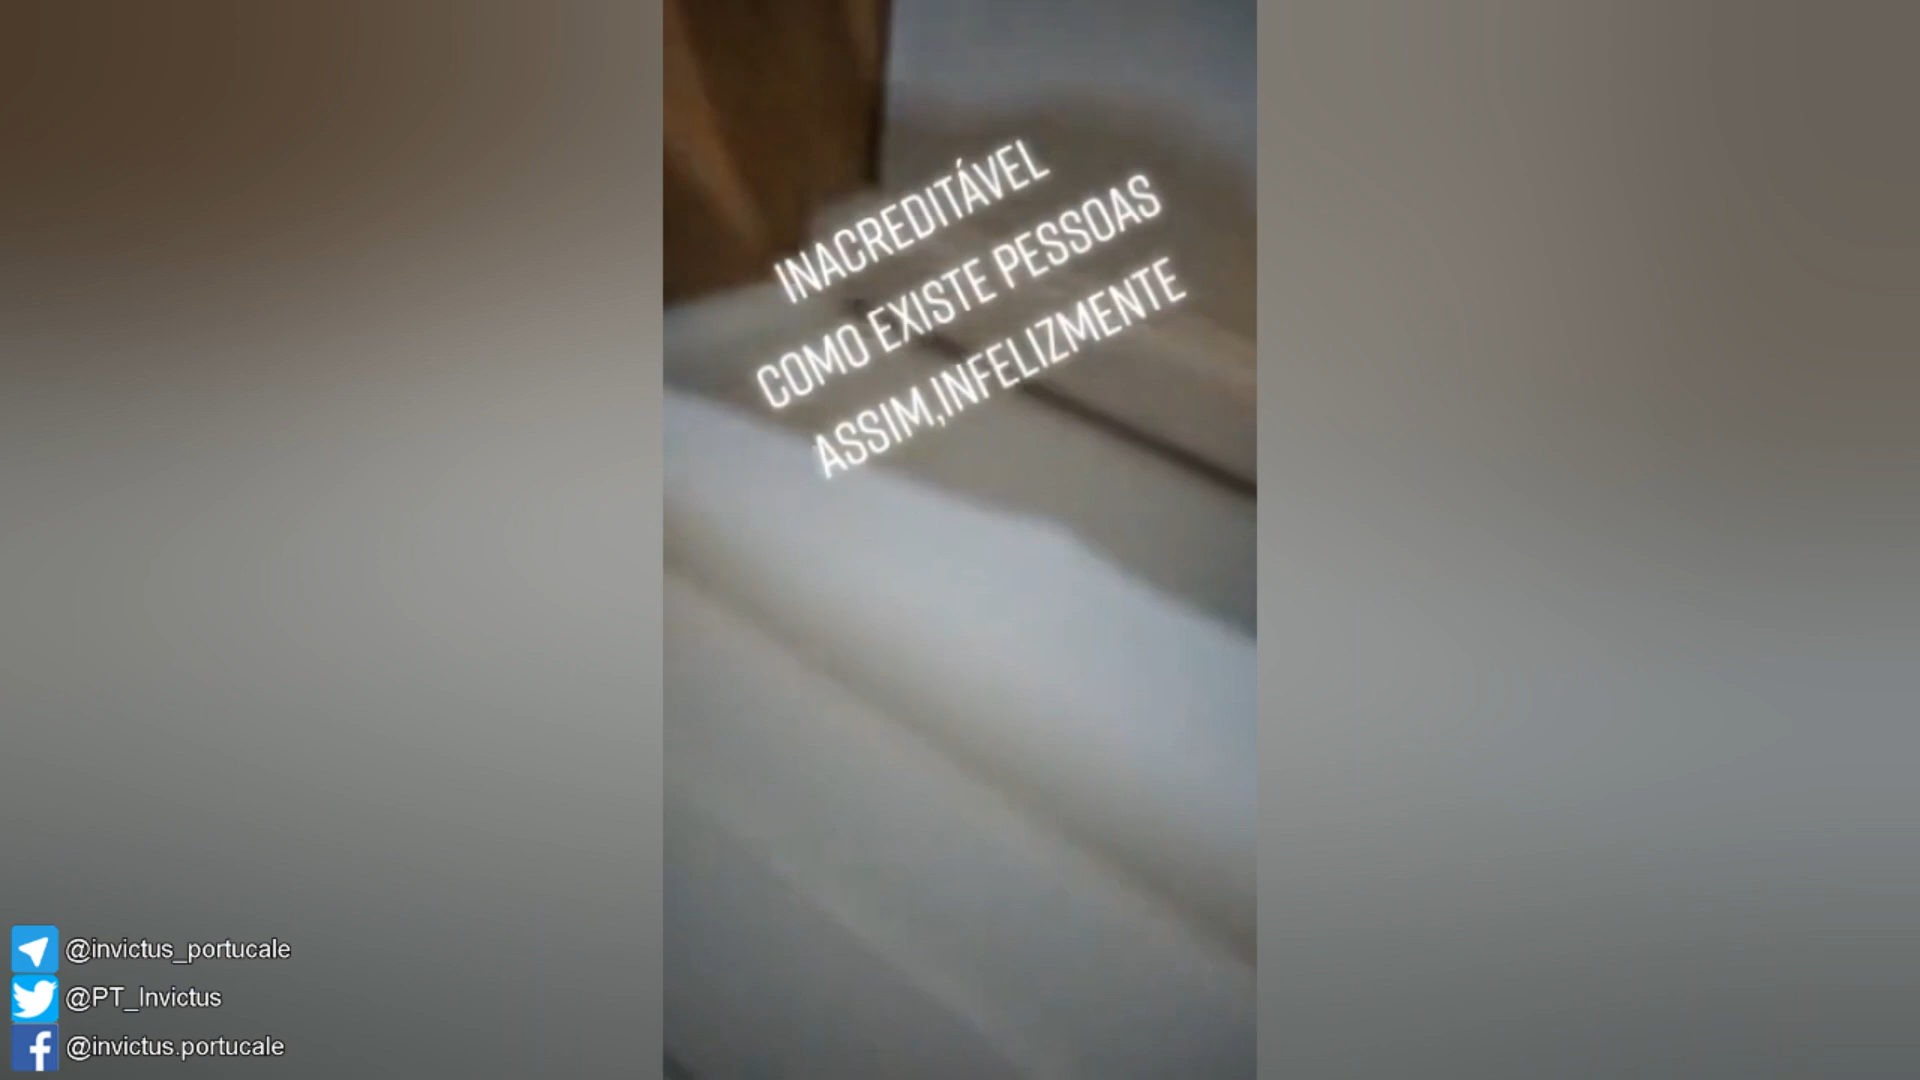 INACREDITÁVEL
COMO EXISTE PESSOAS
ASSIM,INFELIZMENTE
@invictus_portucale
@PT_Invictus
@invictus.portucale